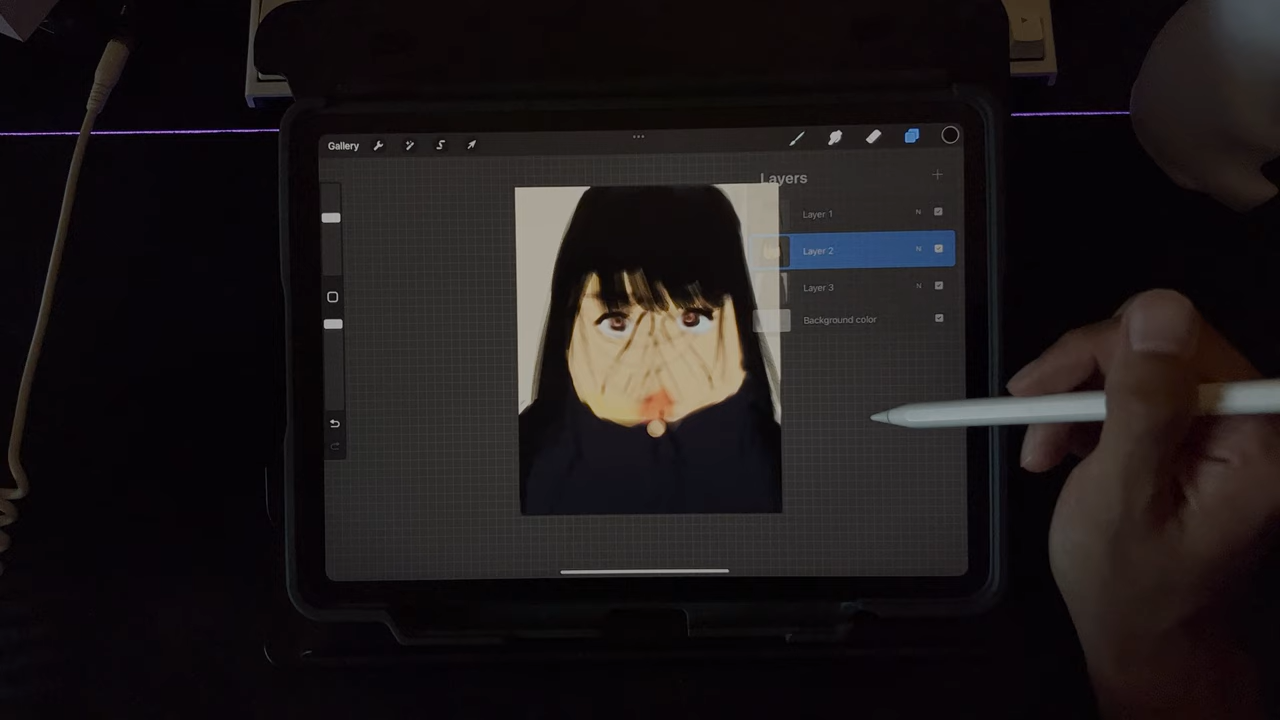 Gallery
Layers
Layer 1 N
Layer 2 N
Layer 3 N
Background color